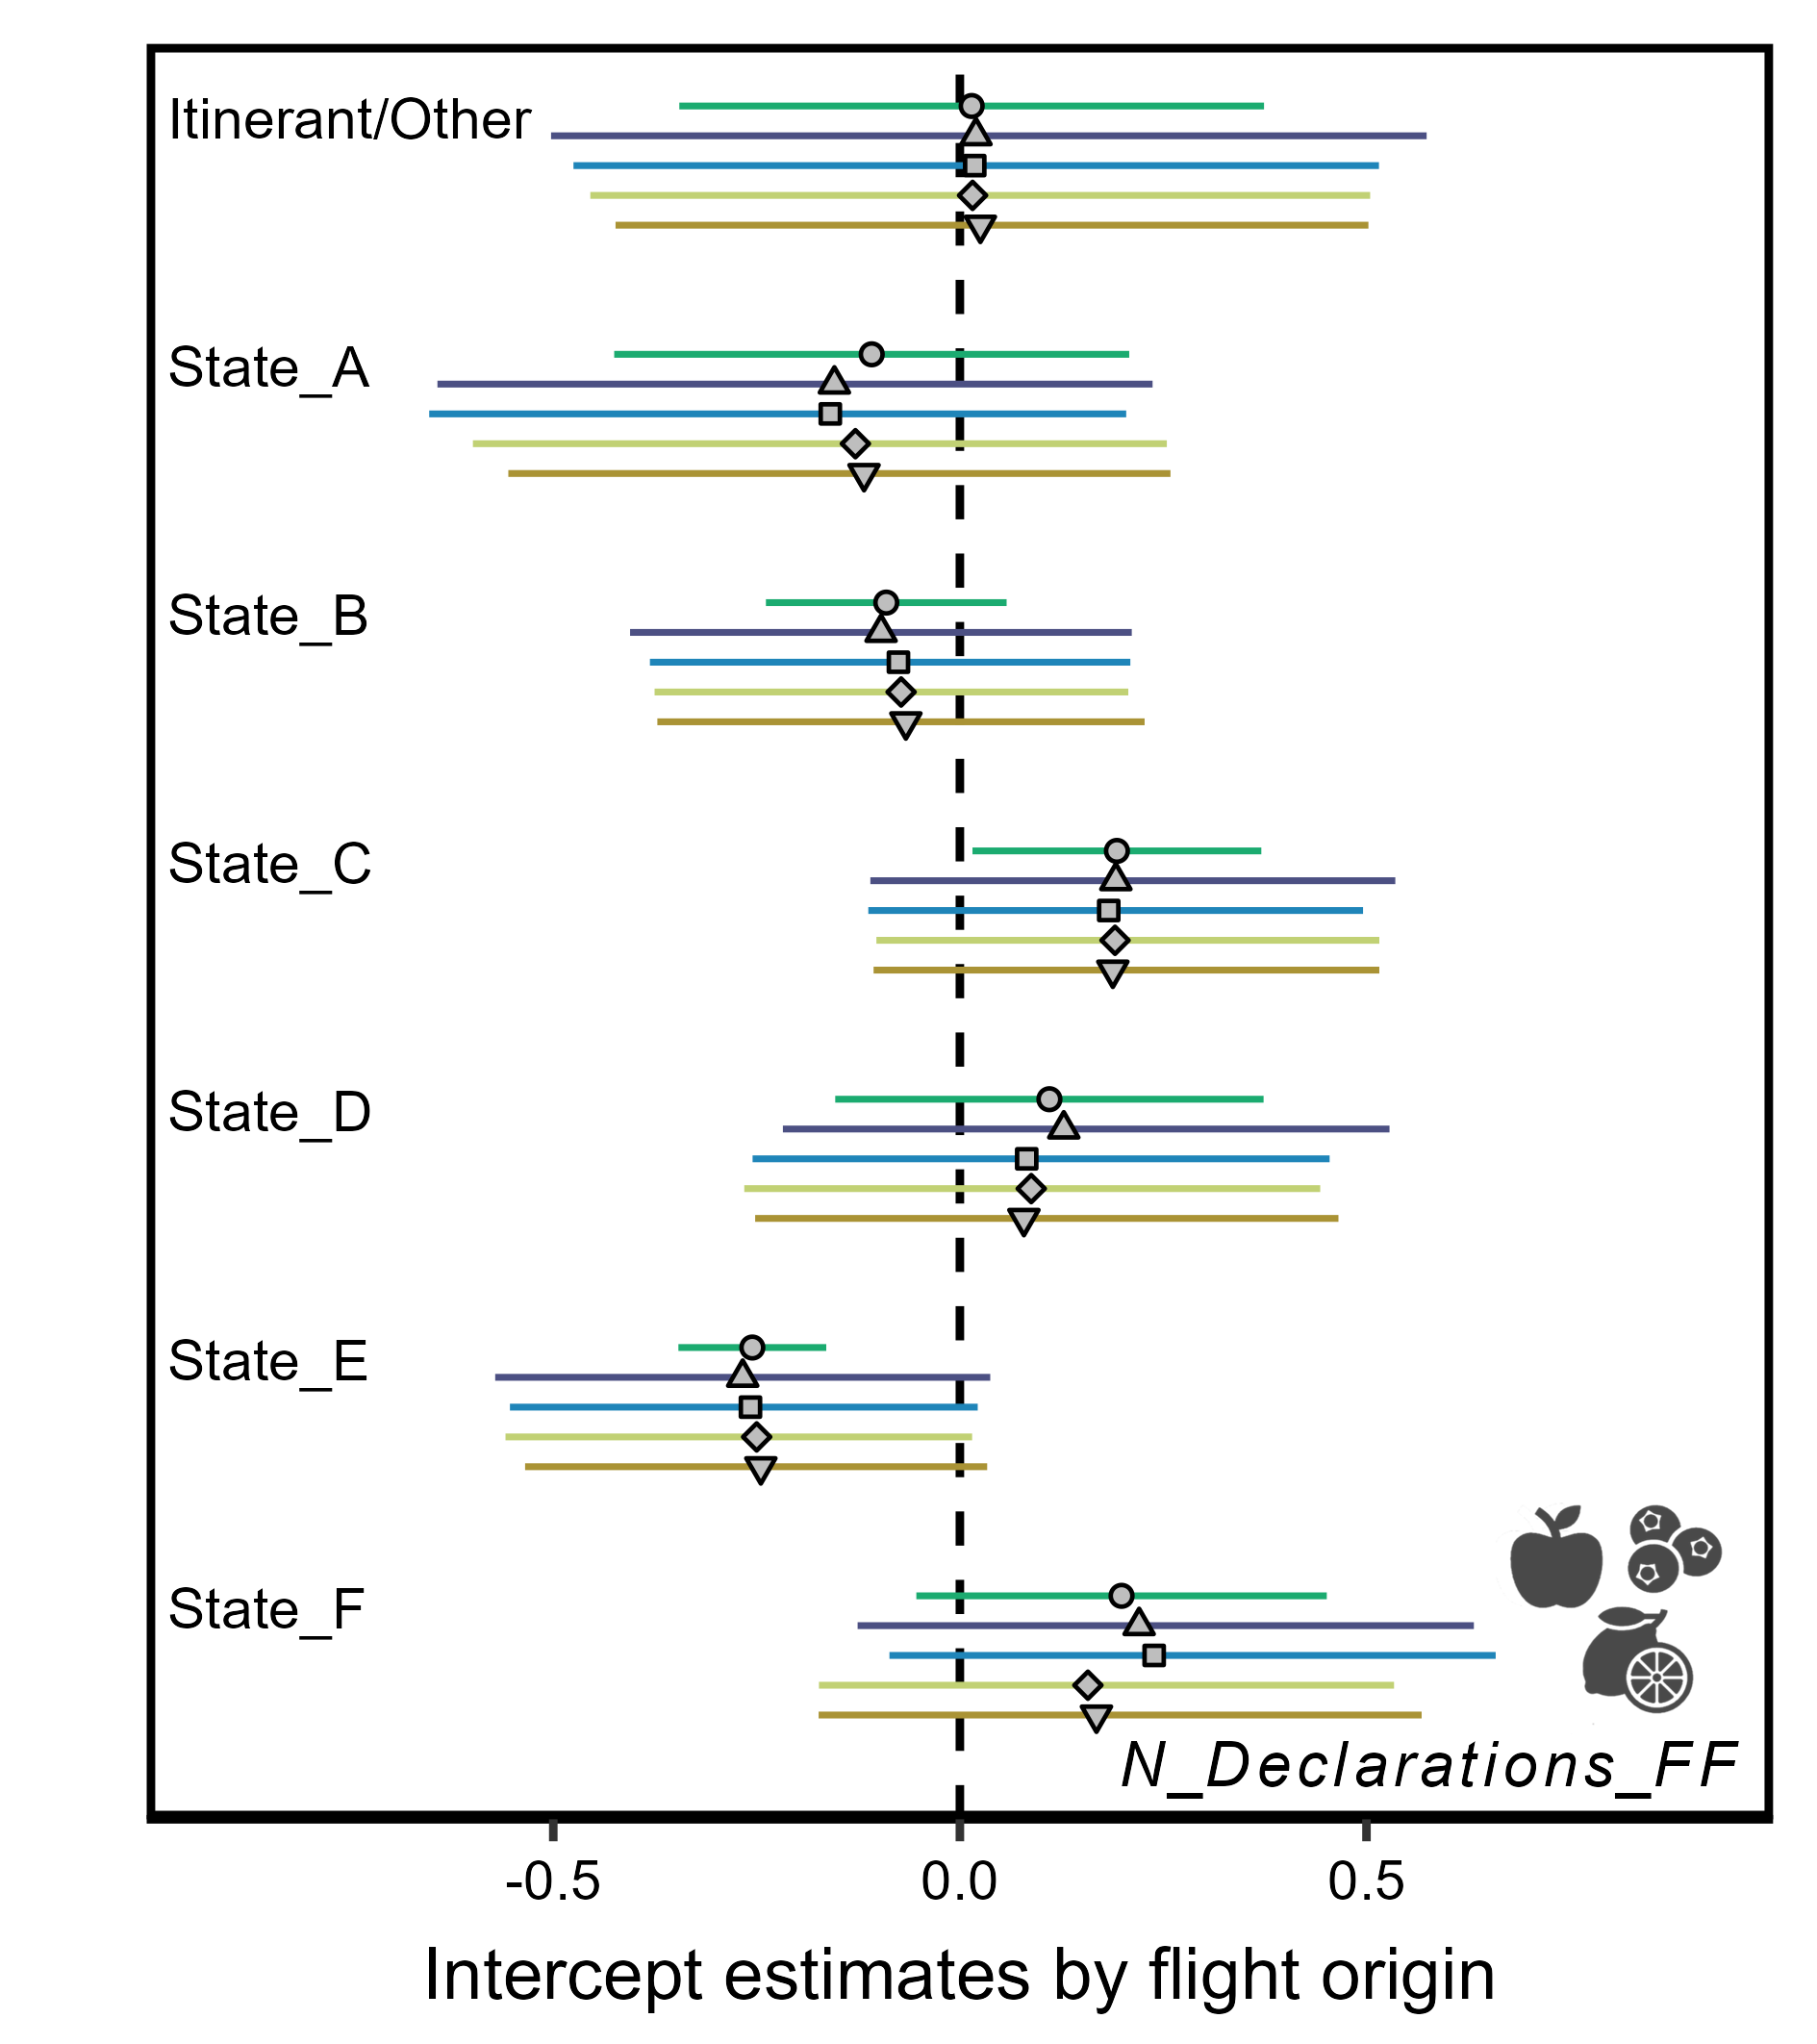 Itinerant/Other
State_A
State_B
State_C
State_D
State_E
State_F
N_Declarations_FF
-0.5 0.0 0.5
Intercept estimates by flight origin